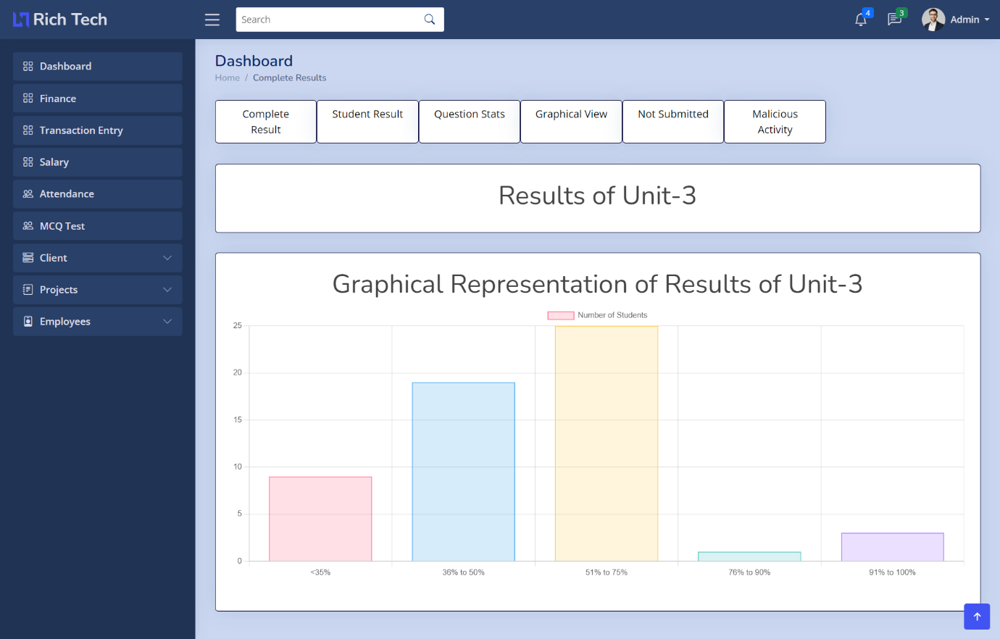 Rich Tech
Search
4
3
Admin
Dashboard
Finance
Transaction Entry
Salary
Attendance
MCQ Test
Client
Projects
Employees
Dashboard
Home / Complete Results
Complete
Result
Student Result
Question Stats
Graphical View
Not Submitted
Malicious
Activity
Results of Unit-3
Graphical Representation of Results of Unit-3
Number of Students
25
20
15
10
5
0
<35%
36% to 50%
51% to 75%
76% to 90%
91% to 100%